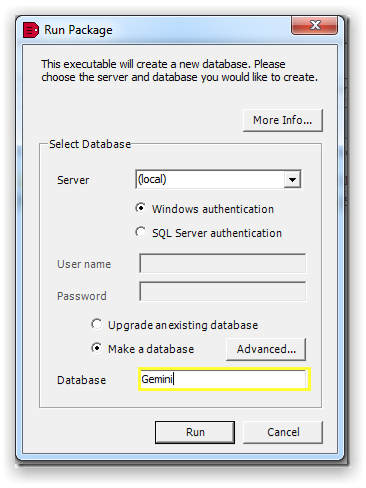 Run Package
This executable will create a new database. Please
choose the server and database you would like to create.
More Info...
Select Database
Server
(local)
Windows authentication
SQL Server authentication
User name
Password
Upgrade an existing database
Make a database
Advanced...
Database
Gemini
Run
Cancel